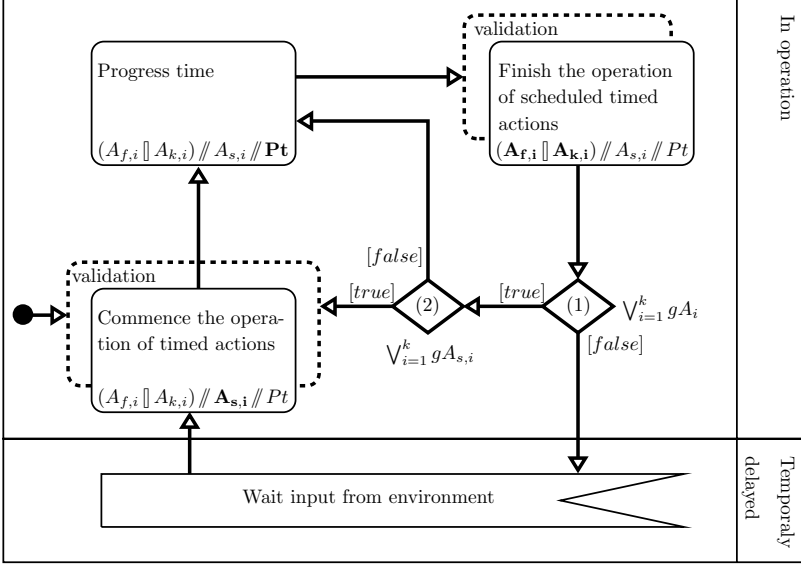 validation
Progress time
(A_{f,i} [] A_{k,i}) // A_{s,i} // Pt
Finish the operation
of scheduled timed
actions
(A_{f,i} [] A_{k,i}) // A_{s,i} // Pt
In operation
[false]
validation
[true]
(2)
[true]
(1)
⋁_{i=1}^{k} gA_i
Commence the opera-
tion of timed actions
[false]
⋁_{i=1}^{k} gA_{s,i}
(A_{f,i} [] A_{k,i}) // A_{s,i} // Pt
Wait input from environment
Temporaly
delayed